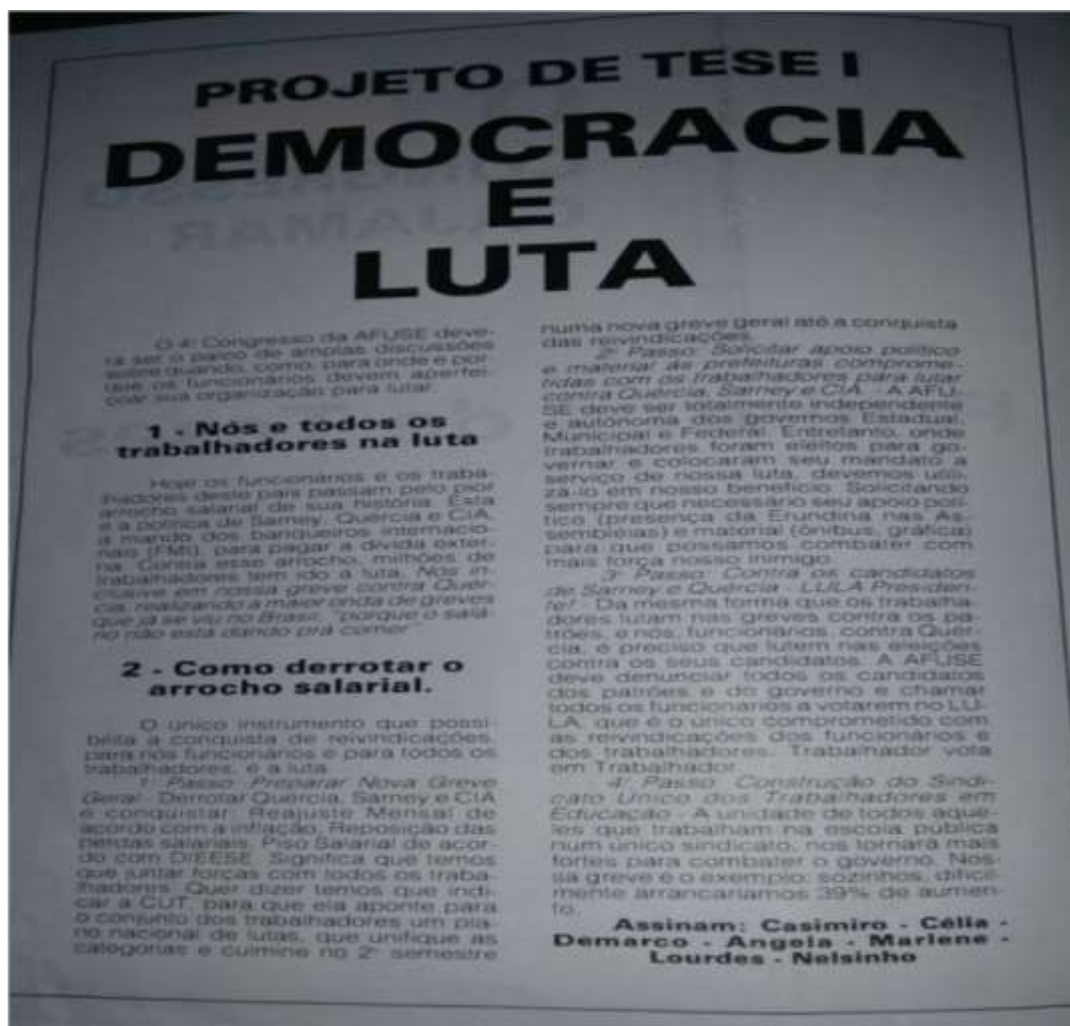 PROJETO DE TESE I
DEMOCRACIA
E
LUTA
O 4º Congresso da AFUSE deve-
rá ser o palco de amplas discussões
sobre quando, como, para onde e por-
que os funcionários devem aperfei-
çoar sua organização para lutar.
1 - Nós e todos os
trabalhadores na luta
Hoje os funcionários e os traba-
lhadores deste país passam pelo pior
arrocho salarial de sua história. Esta
é a política de Sarney, Quércia e CIA,
a mando dos banqueiros internacio-
nais (FMI), para pagar a dívida exter-
na. Contra esse arrocho, milhões de
trabalhadores tem ido à luta. Nós in-
clusive em nossa greve contra Quér-
cia, realizando a maior onda de greves
que já se viu no Brasil, "porque o salá-
rio não está dando prá comer"
2 - Como derrotar o
arrocho salarial.
O único instrumento que possi-
bilita a conquista de reivindicações,
para nós funcionários e para todos os
trabalhadores, é a luta.
1º Passo: Preparar Nova Greve
Geral - Derrotar Quércia, Sarney e CIA
é conquistar: Reajuste Mensal de
acordo com a inflação, Reposição das
perdas salariais, Piso Salarial de acor-
do com DIEESE. Significa que temos
que juntar forças com todos os traba-
lhadores. Quer dizer temos que indi-
car a CUT, para que ela aponte para
o conjunto dos trabalhadores um pla-
no nacional de lutas, que unifique as
categorias e culmine no 2º semestre
numa nova greve geral até a conquista
das reivindicações.
2º Passo: Solicitar apoio político
e material às prefeituras comprome-
tidas com os trabalhadores para lutar
contra Quércia, Sarney e CIA. - A AFU-
SE deve ser totalmente independente
e autônoma dos governos Estadual,
Municipal e Federal. Entretanto, onde
trabalhadores foram eleitos para go-
vernar e colocaram seu mandato a
serviço de nossa luta, devemos utili-
zá-lo em nosso benefício. Solicitando
sempre que necessário seu apoio polí-
tico (presença da Erundina nas As-
sembléias) e material (ônibus, gráfica)
para que possamos combater com
mais força nosso inimigo.
3º Passo: Contra os candidatos
de Sarney e Quércia - LULA Presiden-
te! - Da mesma forma que os trabalha-
dores lutam nas greves contra os pa-
trões, e nós, funcionários, contra Quér-
cia, é preciso que lutem nas eleições
contra os seus candidatos. A AFUSE
deve denunciar todos os candidatos
dos patrões e do governo e chamar
todos os funcionários a votarem no LU-
LA, que é o único comprometido com
as reivindicações dos funcionários e
dos trabalhadores. Trabalhador vota
em Trabalhador.
4º Passo: Construção do Sindi-
cato Único dos Trabalhadores em
Educação - A unidade de todos aque-
les que trabalham na escola pública
num único sindicato, nos tornará mais
fortes para combater o governo. Nos-
sa greve é o exemplo: sozinhos, dificil-
mente arrancaríamos 39% de aumen-
to.
Assinam: Casimiro - Célia -
Demarco - Angela - Marlene -
Lourdes - Nelsinho